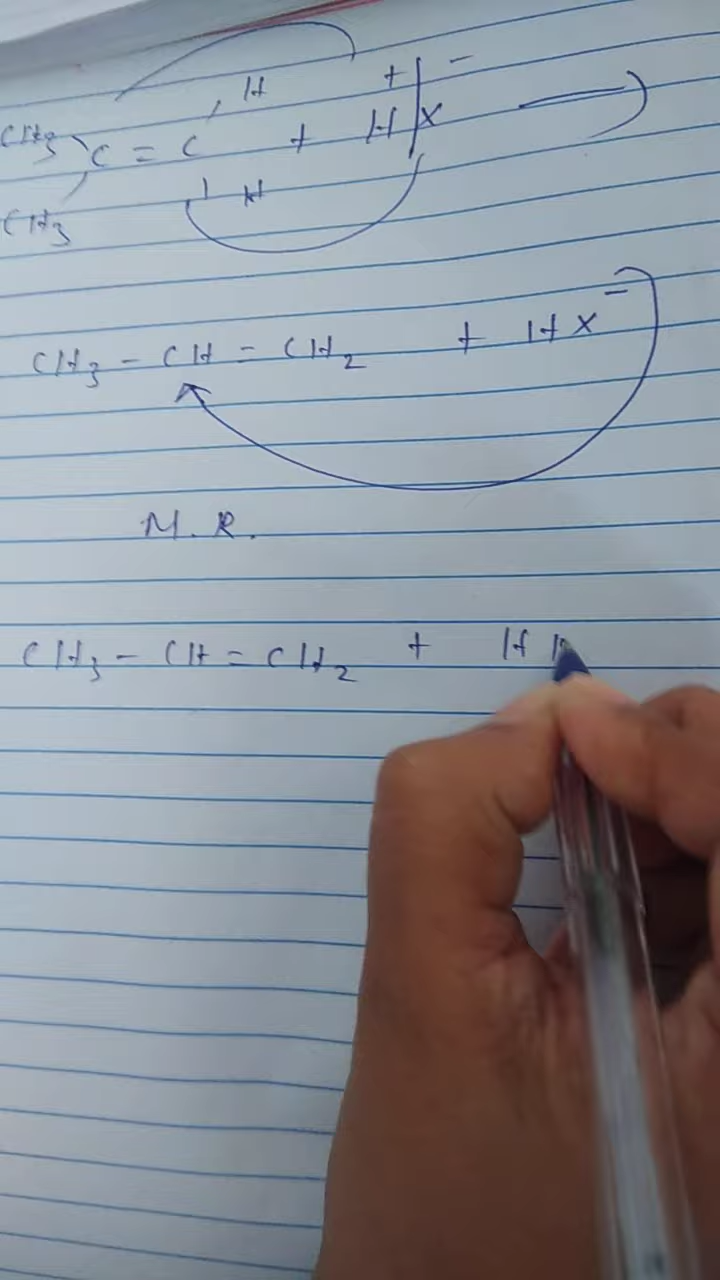 H + −
CH3 C = C + H X
CH3 H
CH3 − CH = CH2 + HX −
M.R.
CH3 − CH = CH2 + H